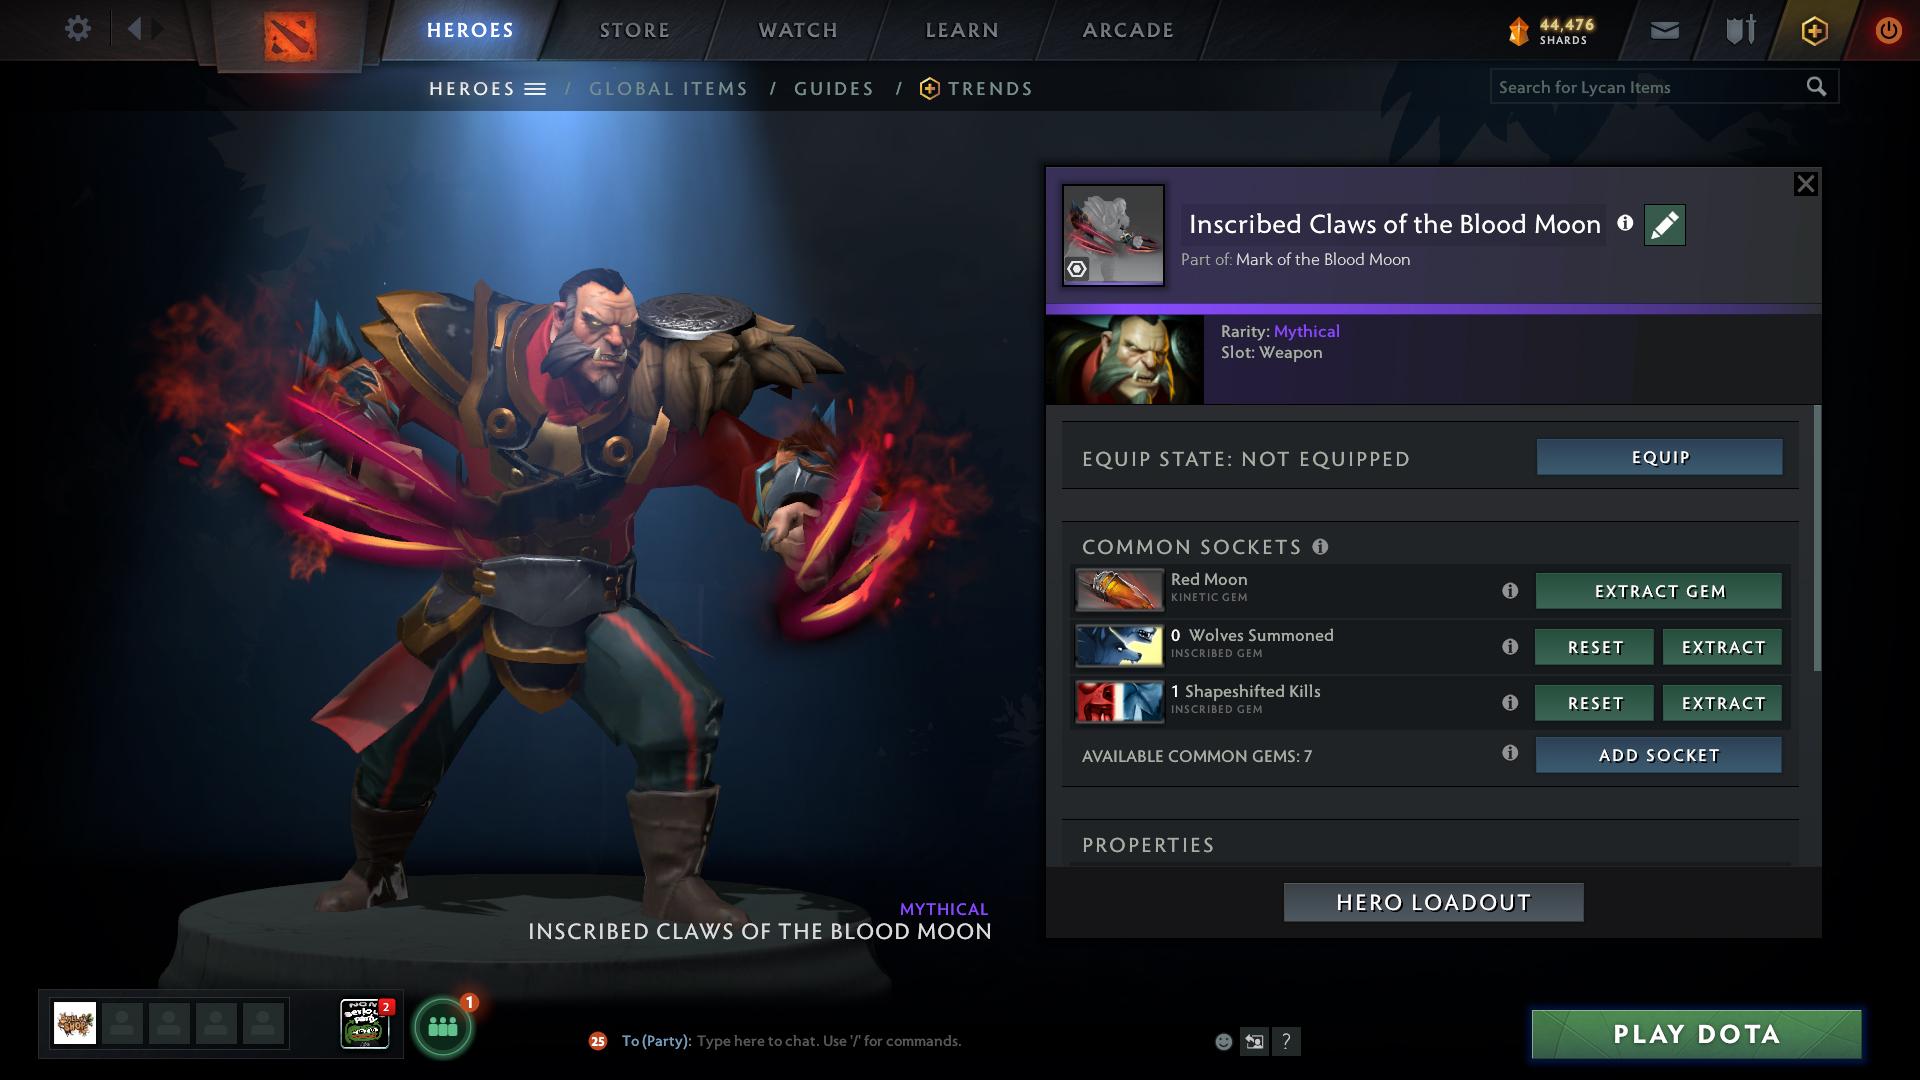 HEROES
STORE
WATCH
LEARN
ARCADE
44,476
SHARDS
HEROES / GLOBAL ITEMS / GUIDES / TRENDS
Search for Lycan Items
Inscribed Claws of the Blood Moon
Part of: Mark of the Blood Moon
Rarity: Mythical
Slot: Weapon
EQUIP STATE: NOT EQUIPPED
EQUIP
COMMON SOCKETS
Red Moon
KINETIC GEM
EXTRACT GEM
0 Wolves Summoned
INSCRIBED GEM
RESET
EXTRACT
1 Shapeshifted Kills
INSCRIBED GEM
RESET
EXTRACT
AVAILABLE COMMON GEMS: 7
ADD SOCKET
PROPERTIES
HERO LOADOUT
MYTHICAL
INSCRIBED CLAWS OF THE BLOOD MOON
2
1
25
To (Party): Type here to chat. Use '/' for commands.
?
PLAY DOTA